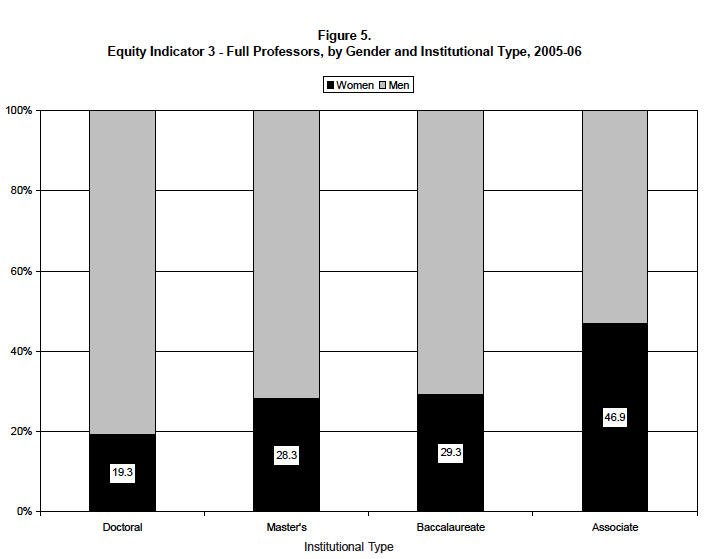 Figure 5.
Equity Indicator 3 - Full Professors, by Gender and Institutional Type, 2005-06
Women Men
100%
80%
60%
40%
20%
0%
19.3
28.3
29.3
46.9
Doctoral Master's Baccalaureate Associate
Institutional Type